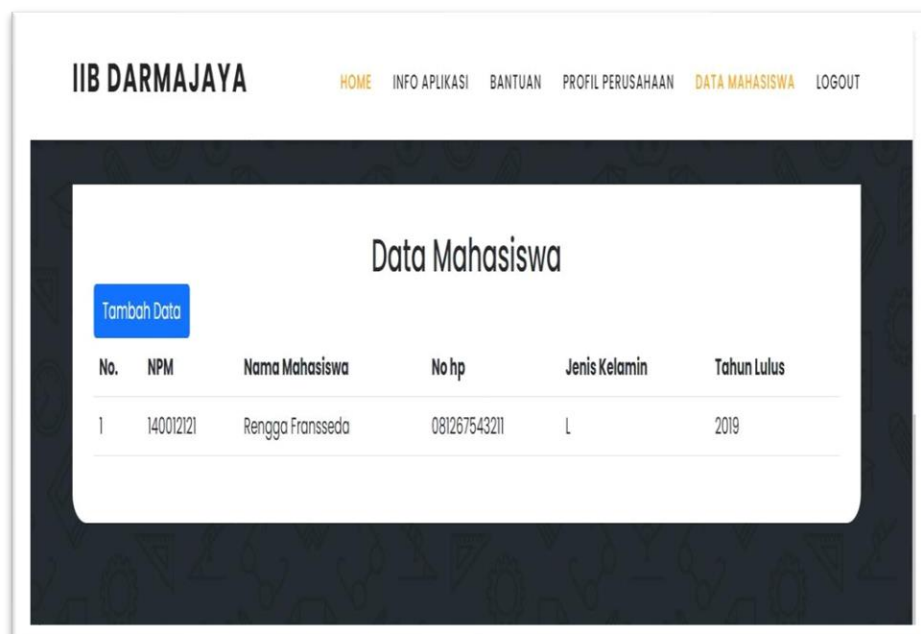 IIB DARMAJAYA HOME INFO APLIKASI BANTUAN PROFIL PERUSAHAAN DATA MAHASISWA LOGOUT
Data Mahasiswa
Tambah Data
No. NPM Nama Mahasiswa No hp Jenis Kelamin Tahun Lulus
1 140012121 Rengga Fransseda 081267543211 L 2019